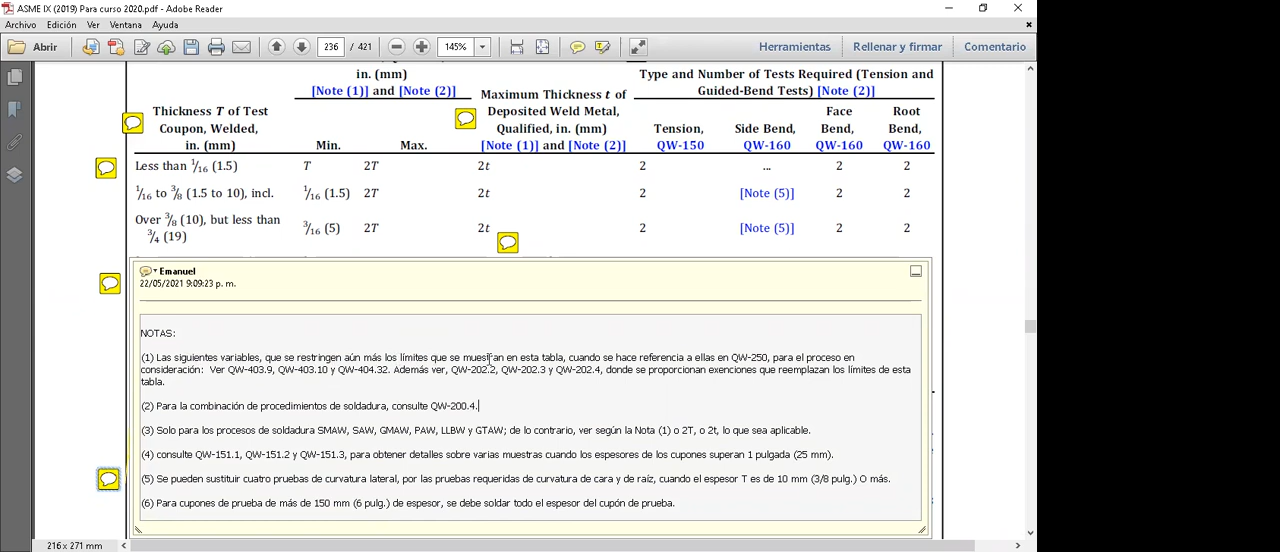 ASME IX (2019) Para curso 2020.pdf - Adobe Reader
Archivo Edición Ver Ventana Ayuda
Abrir 236 / 421 145% Herramientas Rellenar y firmar Comentario
in. (mm)
[Note (1)] and [Note (2)]
Type and Number of Tests Required (Tension and
Guided-Bend Tests) [Note (2)]
Thickness T of Test
Coupon, Welded,
in. (mm)
Min. Max.
Maximum Thickness t of
Deposited Weld Metal,
Qualified, in. (mm)
[Note (1)] and [Note (2)]
Tension,
QW-150
Side Bend,
QW-160
Face
Bend,
QW-160
Root
Bend,
QW-160
Less than 1/16 (1.5) T 2T 2t 2 ... 2 2
1/16 to 3/8 (1.5 to 10), incl. 1/16 (1.5) 2T 2t 2 [Note (5)] 2 2
Over 3/8 (10), but less than
3/4 (19) 3/16 (5) 2T 2t 2 [Note (5)] 2 2
Emanuel
22/05/2021 9:09:23 p. m.
NOTAS:
(1) Las siguientes variables, que se restringen aún más los límites que se muestran en esta tabla, cuando se hace referencia a ellas en QW-250, para el proceso en
consideración: Ver QW-403.9, QW-403.10 y QW-404.32. Además ver, QW-202.2, QW-202.3 y QW-202.4, donde se proporcionan exenciones que reemplazan los límites de esta
tabla.
(2) Para la combinación de procedimientos de soldadura, consulte QW-200.4.
(3) Solo para los procesos de soldadura SMAW, SAW, GMAW, PAW, LLBW y GTAW; de lo contrario, ver según la Nota (1) o 2T, o 2t, lo que sea aplicable.
(4) consulte QW-151.1, QW-151.2 y QW-151.3, para obtener detalles sobre varias muestras cuando los espesores de los cupones superan 1 pulgada (25 mm).
(5) Se pueden sustituir cuatro pruebas de curvatura lateral, por las pruebas requeridas de curvatura de cara y de raíz, cuando el espesor T es de 10 mm (3/8 pulg.) O más.
(6) Para cupones de prueba de más de 150 mm (6 pulg.) de espesor, se debe soldar todo el espesor del cupón de prueba.
216 x 271 mm